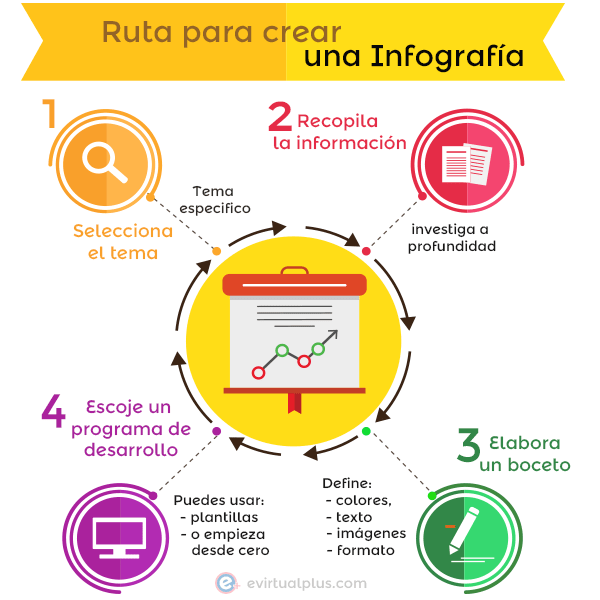 Ruta para crear
una Infografía
1
Selecciona
el tema
Tema
especifico
2 Recopila
la información
investiga a
profundidad
3 Elabora
un boceto
Define:
- colores,
- texto
- imágenes
- formato
4 Escoje un
programa de
desarrollo
Puedes usar:
- plantillas
- o empieza
desde cero
e evirtualplus.com